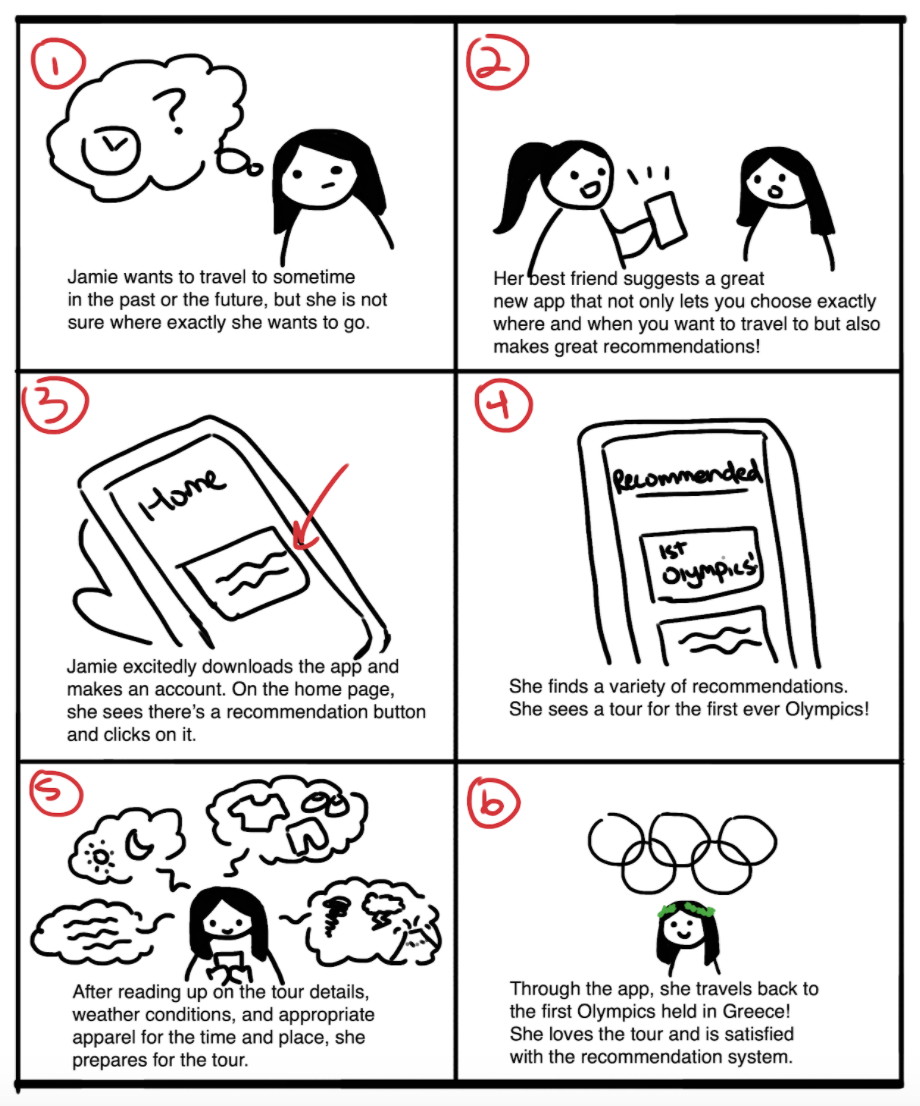 1
?
Jamie wants to travel to sometime
in the past or the future, but she is not
sure where exactly she wants to go.
2
Her best friend suggests a great
new app that not only lets you choose exactly
where and when you want to travel to but also
makes great recommendations!
3
Home
Jamie excitedly downloads the app and
makes an account. On the home page,
she sees there's a recommendation button
and clicks on it.
4
Recommended
1st
Olympics!
She finds a variety of recommendations.
She sees a tour for the first ever Olympics!
5
After reading up on the tour details,
weather conditions, and appropriate
apparel for the time and place, she
prepares for the tour.
6
Through the app, she travels back to
the first Olympics held in Greece!
She loves the tour and is satisfied
with the recommendation system.